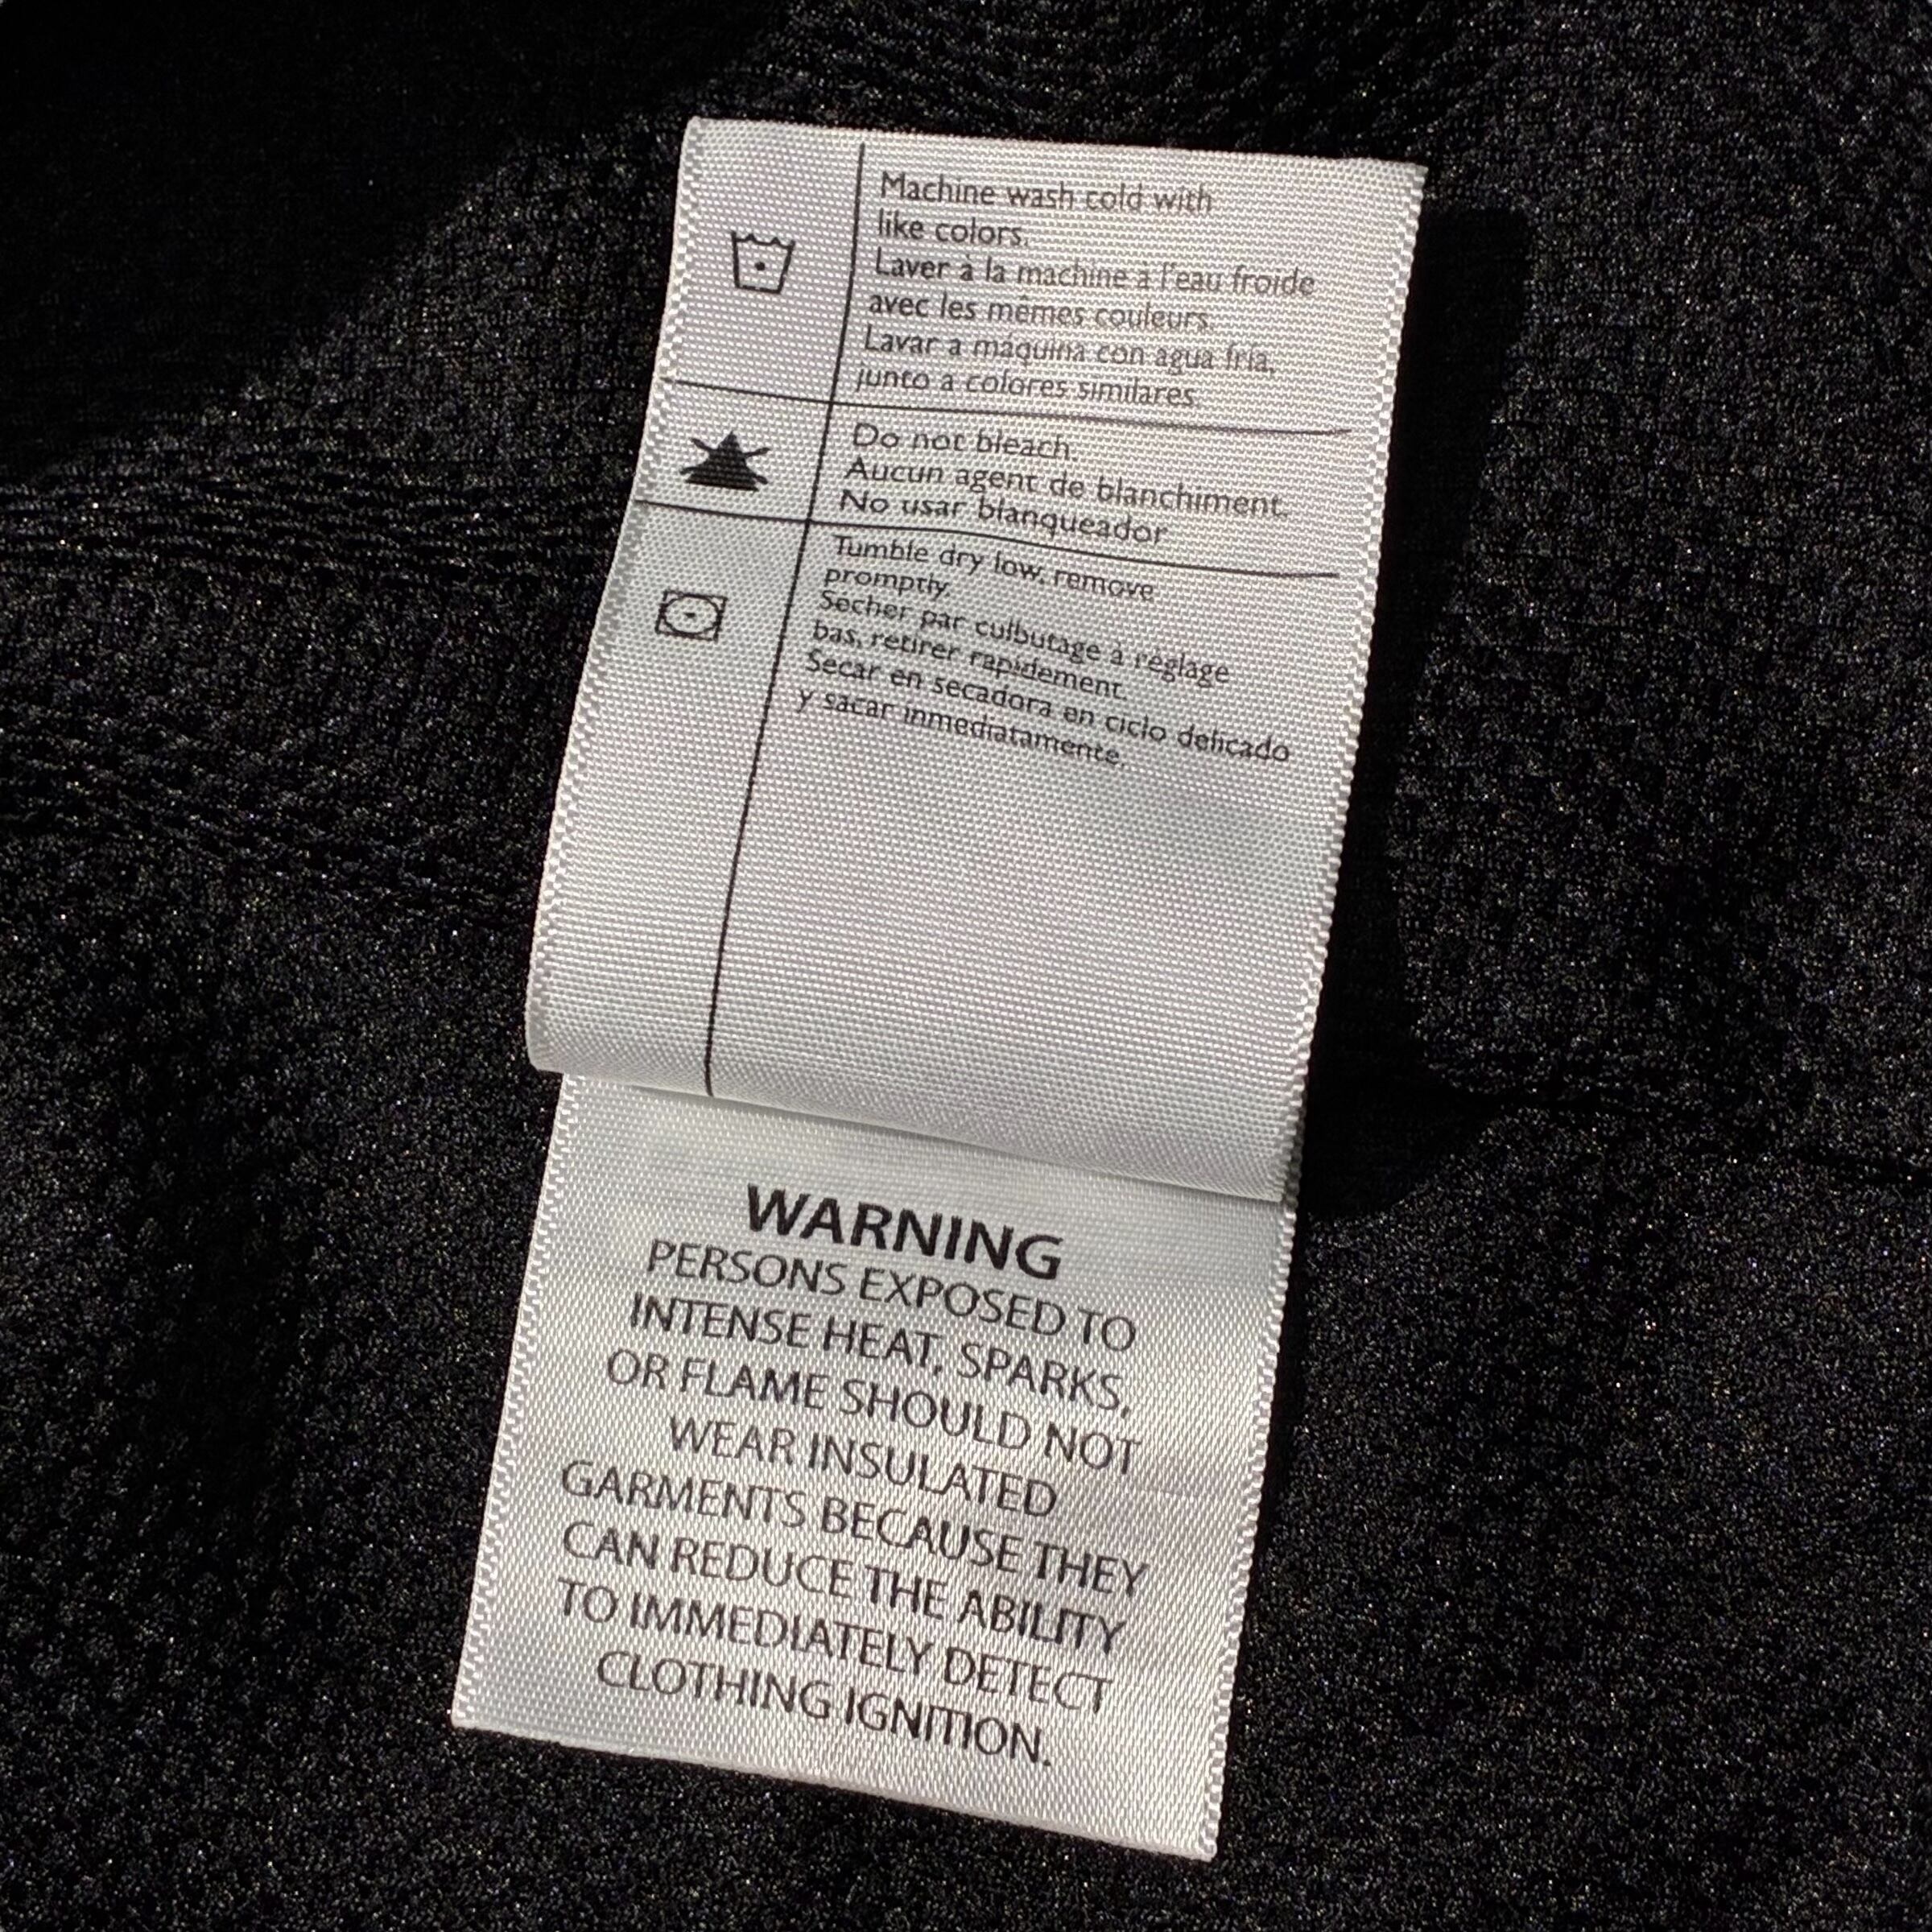 Machine wash cold with
like colors.
Laver à la machine à l'eau froide
avec les mêmes couleurs.
Lavar a máquina con agua fría,
junto a colores similares.
Do not bleach.
Aucun agent de blanchiment.
No usar blanqueador
Tumble dry low, remove
promptly.
Sécher par culbutage à réglage
bas, retirer rapidement.
Secar en secadora en ciclo delicado
y sacar inmediatamente.
WARNING
PERSONS EXPOSED TO
INTENSE HEAT, SPARKS,
OR FLAME SHOULD NOT
WEAR INSULATED
GARMENTS BECAUSE THEY
CAN REDUCE THE ABILITY
TO IMMEDIATELY DETECT
CLOTHING IGNITION.